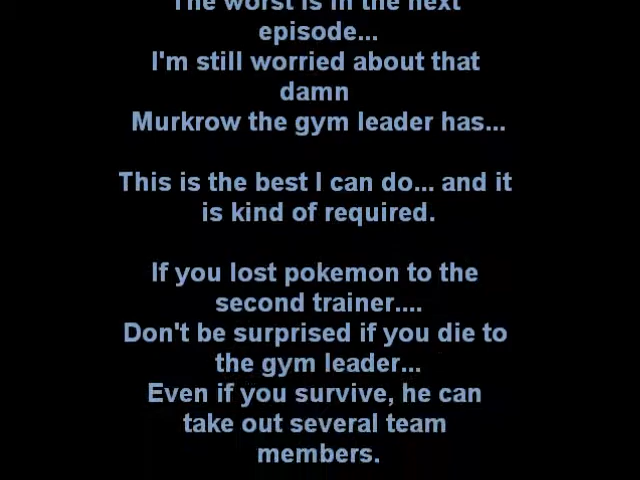 The worst is in the next
episode...
I'm still worried about that
damn
Murkrow the gym leader has...
This is the best I can do... and it
is kind of required.
If you lost pokemon to the
second trainer....
Don't be surprised if you die to
the gym leader...
Even if you survive, he can
take out several team
members.